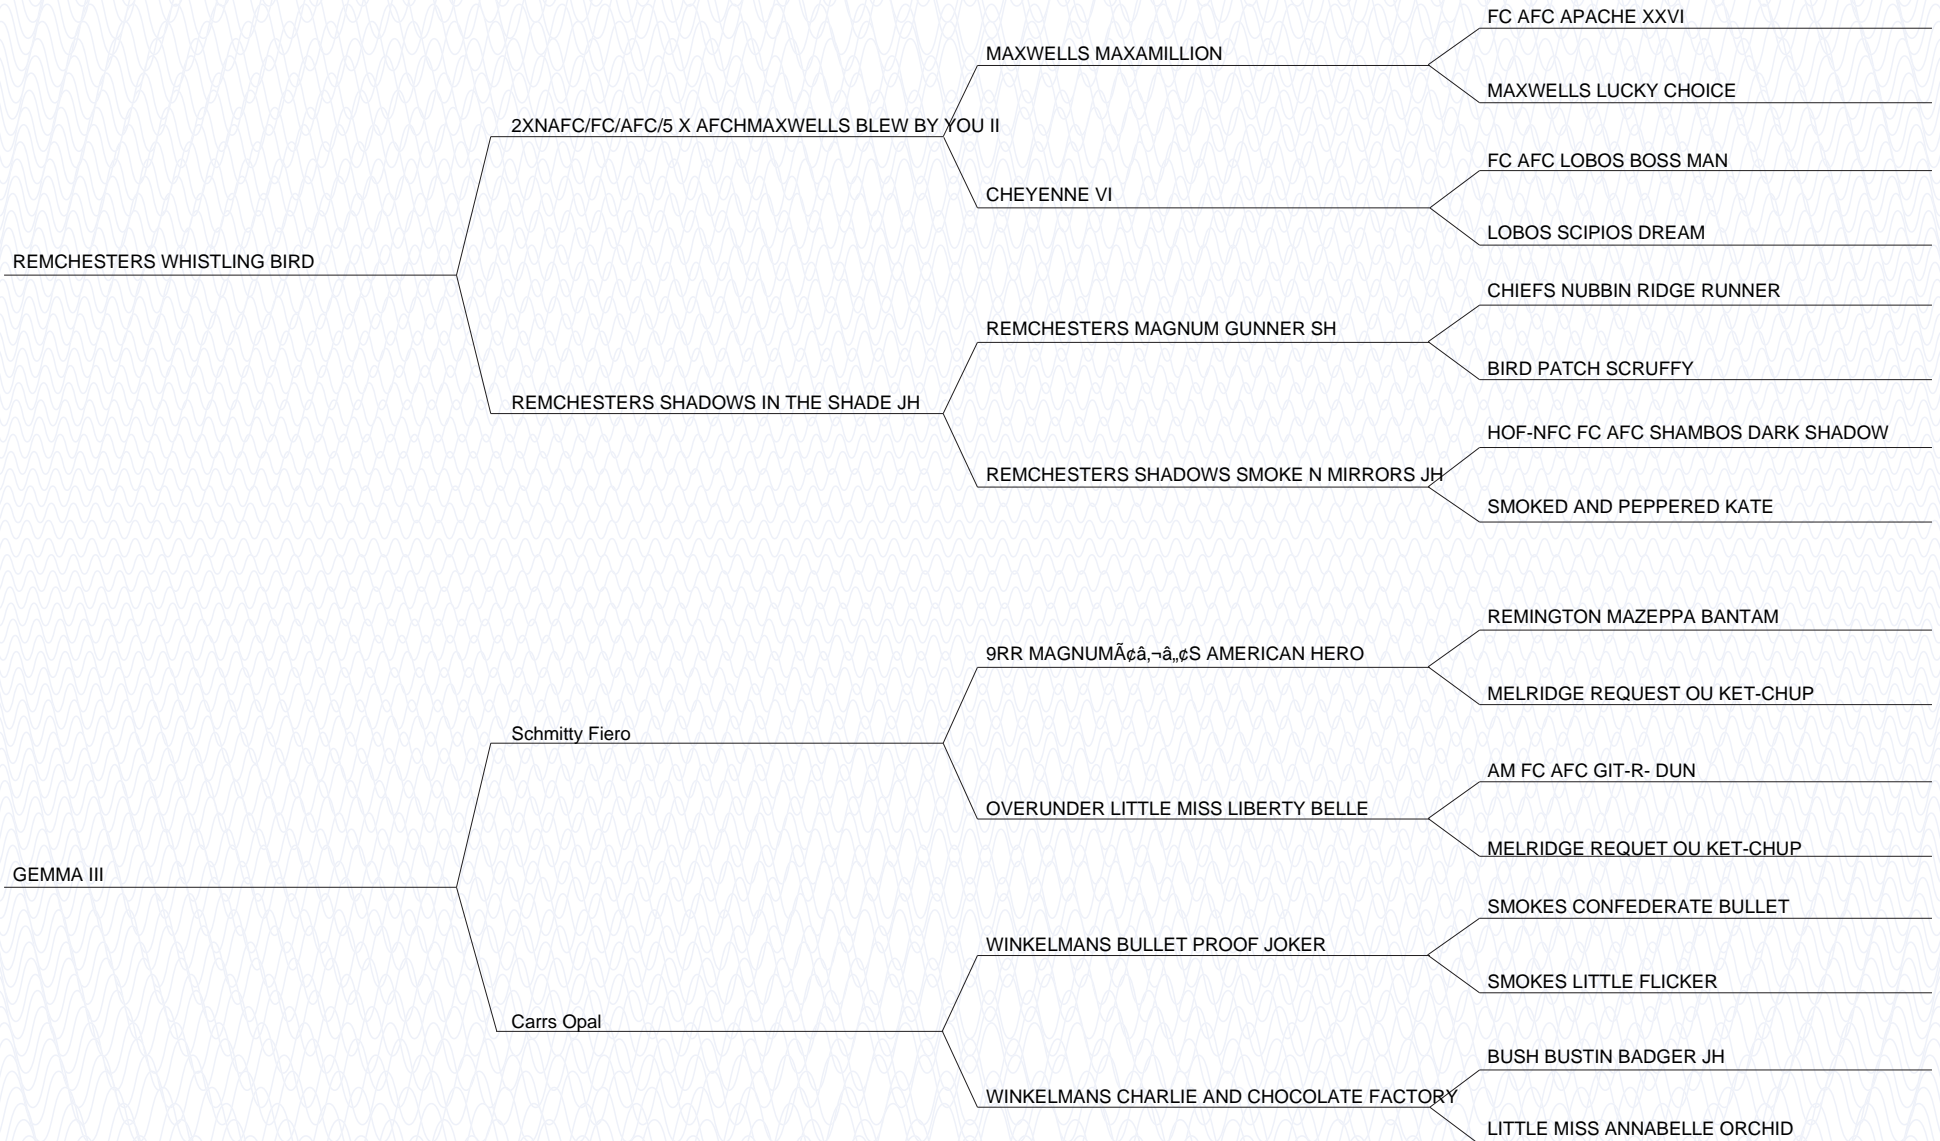 FC AFC APACHE XXVI
MAXWELLS MAXAMILLION
MAXWELLS LUCKY CHOICE
2XNAFC/FC/AFC/5 X AFCHMAXWELLS BLEW BY YOU II
FC AFC LOBOS BOSS MAN
CHEYENNE VI
LOBOS SCIPIOS DREAM
REMCHESTERS WHISTLING BIRD
CHIEFS NUBBIN RIDGE RUNNER
REMCHESTERS MAGNUM GUNNER SH
BIRD PATCH SCRUFFY
REMCHESTERS SHADOWS IN THE SHADE JH
HOF-NFC FC AFC SHAMBOS DARK SHADOW
REMCHESTERS SHADOWS SMOKE N MIRRORS JH
SMOKED AND PEPPERED KATE
REMINGTON MAZEPPA BANTAM
9RR MAGNUMÃ¢â‚¬â„¢S AMERICAN HERO
MELRIDGE REQUEST OU KET-CHUP
Schmitty Fiero
AM FC AFC GIT-R- DUN
OVERUNDER LITTLE MISS LIBERTY BELLE
MELRIDGE REQUET OU KET-CHUP
GEMMA III
SMOKES CONFEDERATE BULLET
WINKELMANS BULLET PROOF JOKER
SMOKES LITTLE FLICKER
Carrs Opal
BUSH BUSTIN BADGER JH
WINKELMANS CHARLIE AND CHOCOLATE FACTORY
LITTLE MISS ANNABELLE ORCHID